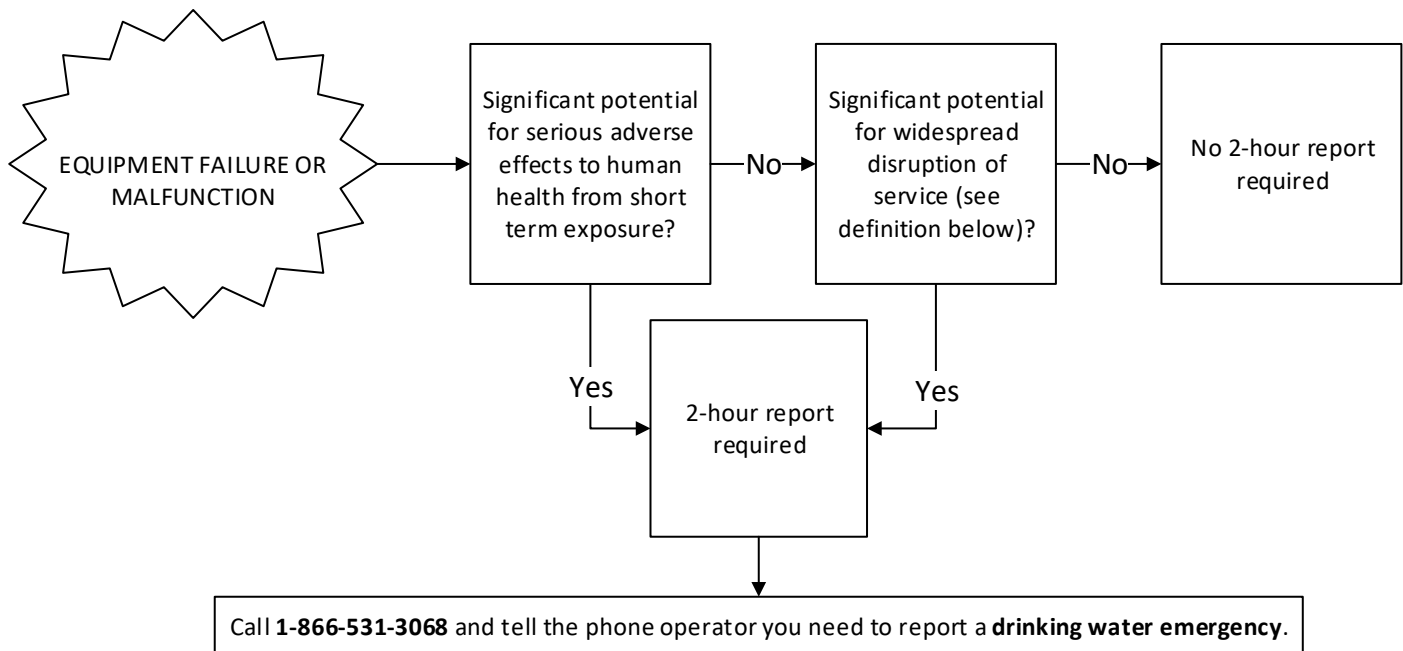 EQUIPMENT FAILURE OR
MALFUNCTION
Significant potential
for serious adverse
effects to human
health from short
term exposure?
No
Significant potential
for widespread
disruption of
service (see
definition below)?
No
No 2-hour report
required
Yes
2-hour report
required
Yes
Call 1-866-531-3068 and tell the phone operator you need to report a drinking water emergency.